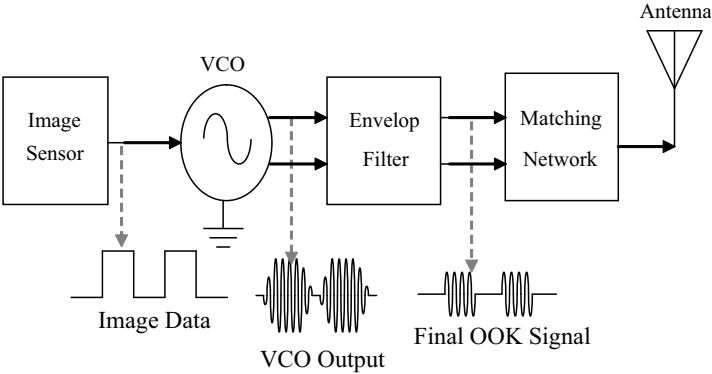 Antenna
VCO
Image
Sensor
Envelop
Filter
Matching
Network
Image Data
VCO Output
Final OOK Signal